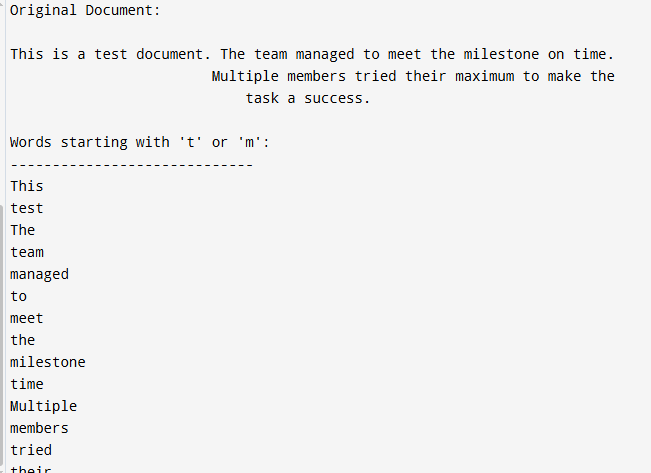 Original Document:
This is a test document. The team managed to meet the milestone on time.
Multiple members tried their maximum to make the
task a success.
Words starting with 't' or 'm':
-----------------------------
This
test
The
team
managed
to
meet
the
milestone
time
Multiple
members
tried
their